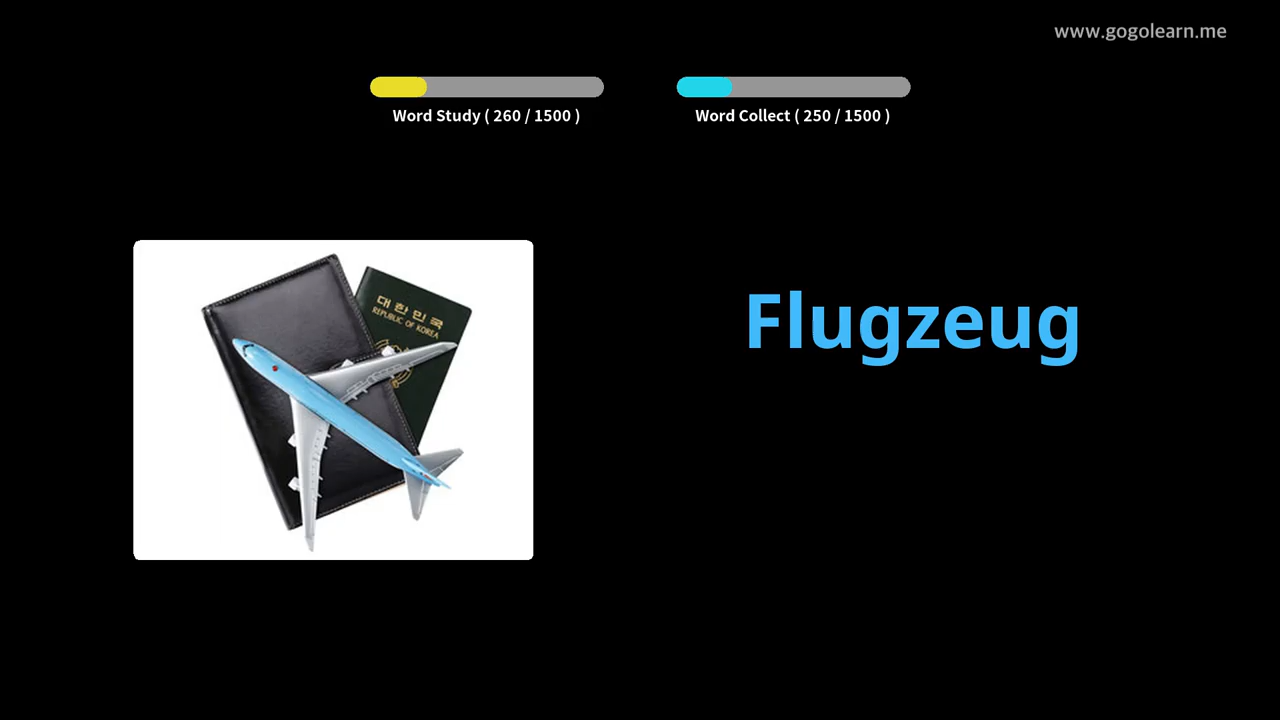 www.gogolearn.me
Word Study ( 260 / 1500 )
Word Collect ( 250 / 1500 )
대한민국
REPUBLIC OF KOREA
Flugzeug